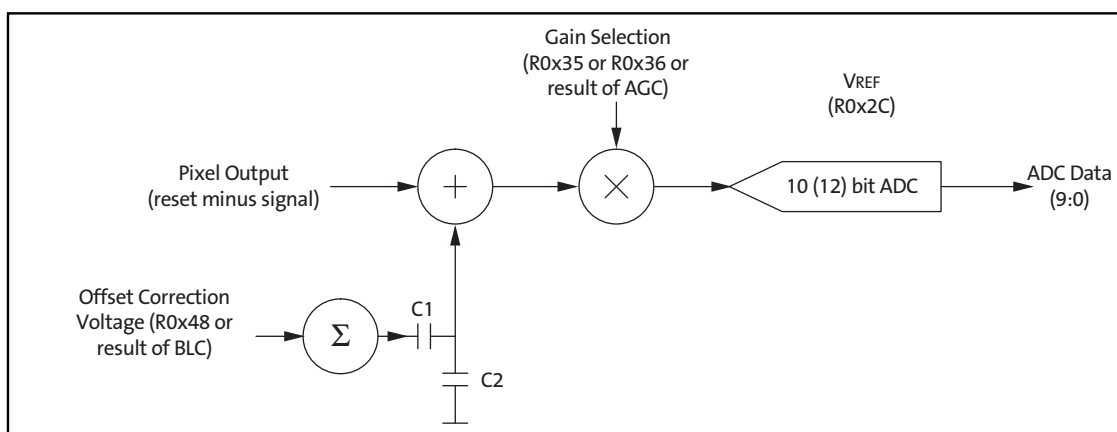 Gain Selection
(R0x35 or R0x36 or
result of AGC)
VREF
(R0x2C)
Pixel Output
(reset minus signal)
+
×
10 (12) bit ADC
ADC Data
(9:0)
Offset Correction
Voltage (R0x48 or
result of BLC)
Σ
C1
C2